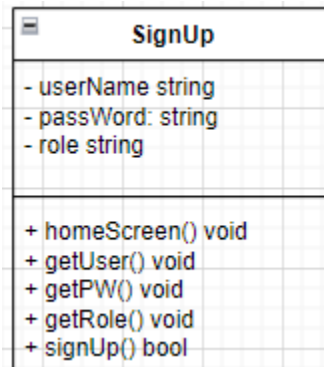 SignUp
- userName string
- passWord: string
- role string
+ homeScreen() void
+ getUser() void
+ getPW() void
+ getRole() void
+ signUp() bool